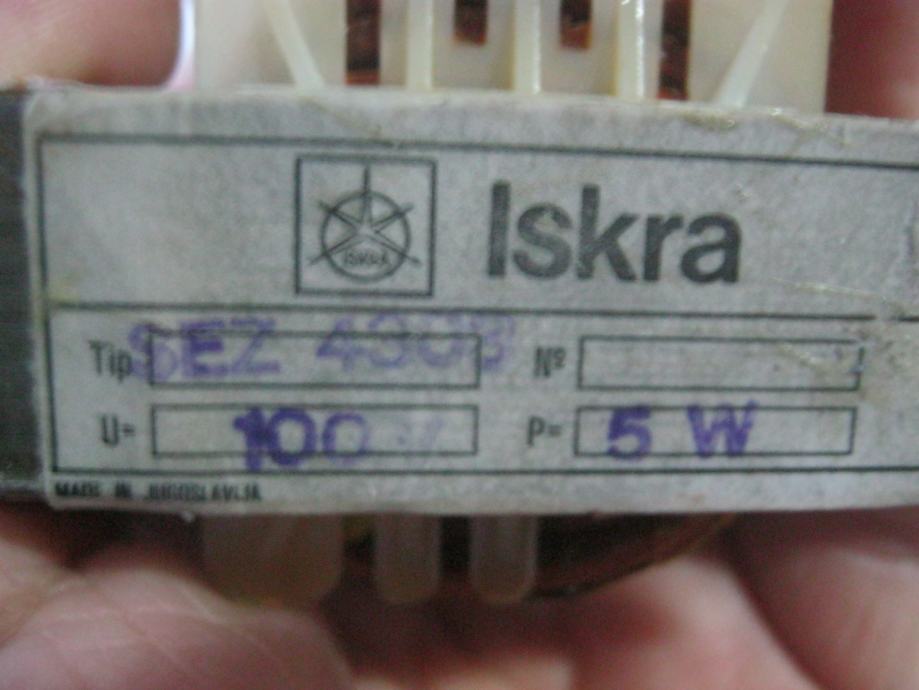 ISKRA
Iskra
Tip SEZ 4308 Nº
U= 100 V P= 5 W
MADE IN JUGOSLAVIJA